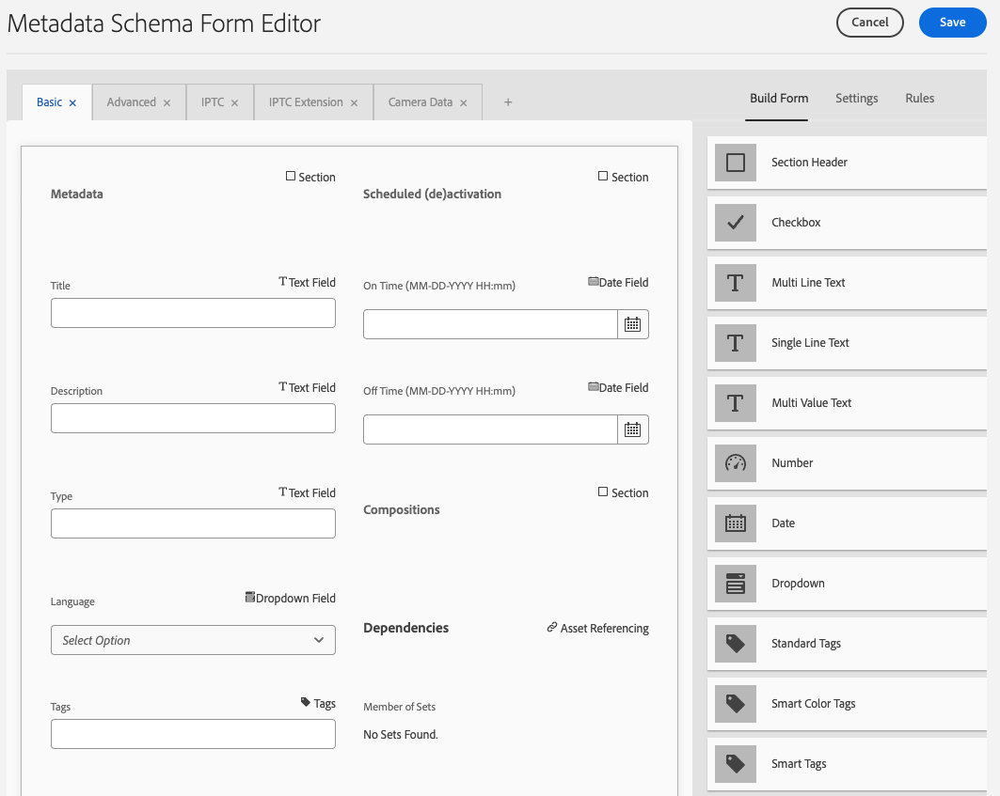 Metadata Schema Form Editor
Cancel
Save
Basic ×
Advanced ×
IPTC ×
IPTC Extension ×
Camera Data ×
+
Build Form
Settings
Rules
Section
Metadata
Title
Text Field
Description
Text Field
Type
Text Field
Language
Dropdown Field
Select Option
Tags
Tags
Section
Scheduled (de)activation
On Time (MM-DD-YYYY HH:mm)
Date Field
Off Time (MM-DD-YYYY HH:mm)
Date Field
Section
Compositions
Dependencies
Asset Referencing
Member of Sets
No Sets Found.
Section Header
Checkbox
Multi Line Text
Single Line Text
Multi Value Text
Number
Date
Dropdown
Standard Tags
Smart Color Tags
Smart Tags